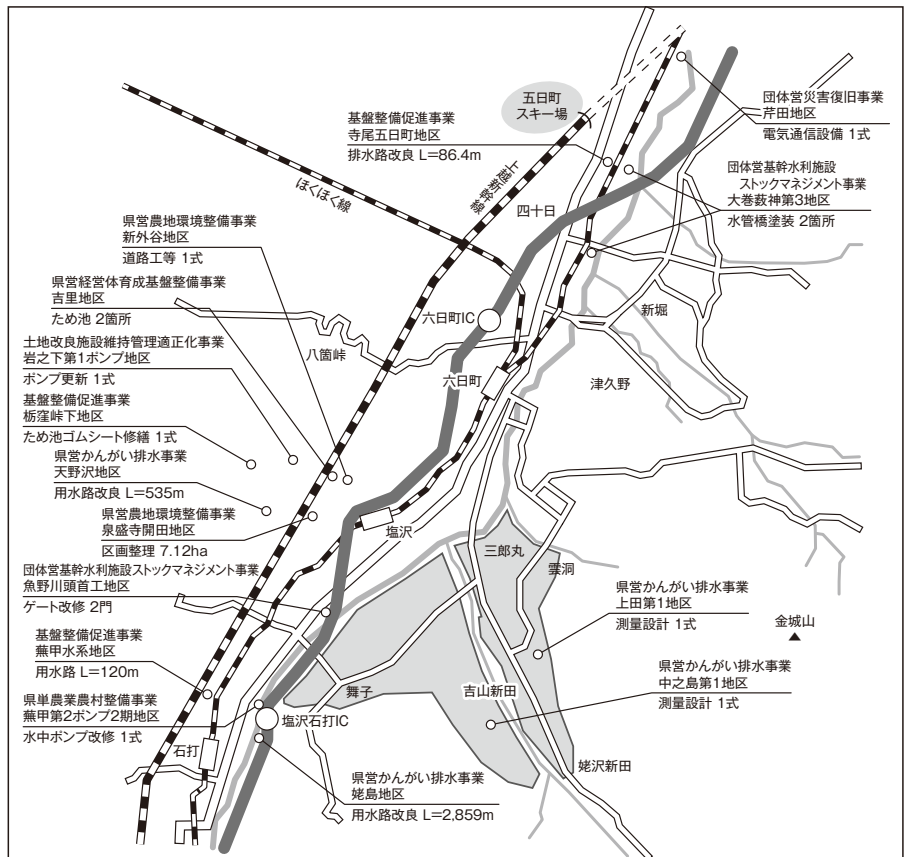 五日町
スキー場
団体営災害復旧事業
芹田地区
電気通信設備 1式
基盤整備促進事業
寺尾五日町地区
排水路改良 L=86.4m
上越新幹線
ほくほく線
団体営基幹水利施設
ストックマネジメント事業
大巻薮神第3地区
水管橋塗装 2箇所
四十日
県営農地環境整備事業
新外谷地区
道路工等 1式
県営経営体育成基盤整備事業
吉里地区
ため池 2箇所
六日町IC
新堀
八箇峠
土地改良施設維持管理適正化事業
岩之下第1ポンプ地区
ポンプ更新 1式
六日町
津久野
基盤整備促進事業
栃窪峠下地区
ため池ゴムシート修繕 1式
県営かんがい排水事業
天野沢地区
用水路改良 L=535m
県営農地環境整備事業
泉盛寺開田地区
区画整理 7.12ha
塩沢
三郎丸
雲洞
団体営基幹水利施設ストックマネジメント事業
魚野川頭首工地区
ゲート改修 2門
県営かんがい排水事業
上田第1地区
測量設計 1式
金城山
基盤整備促進事業
蕪甲水系地区
用水路 L=120m
舞子
吉山新田
県営かんがい排水事業
中之島第1地区
測量設計 1式
県単農業農村整備事業
蕪甲第2ポンプ2期地区
水中ポンプ改修 1式
塩沢石打IC
石打
姥沢新田
県営かんがい排水事業
姥島地区
用水路改良 L=2,859m